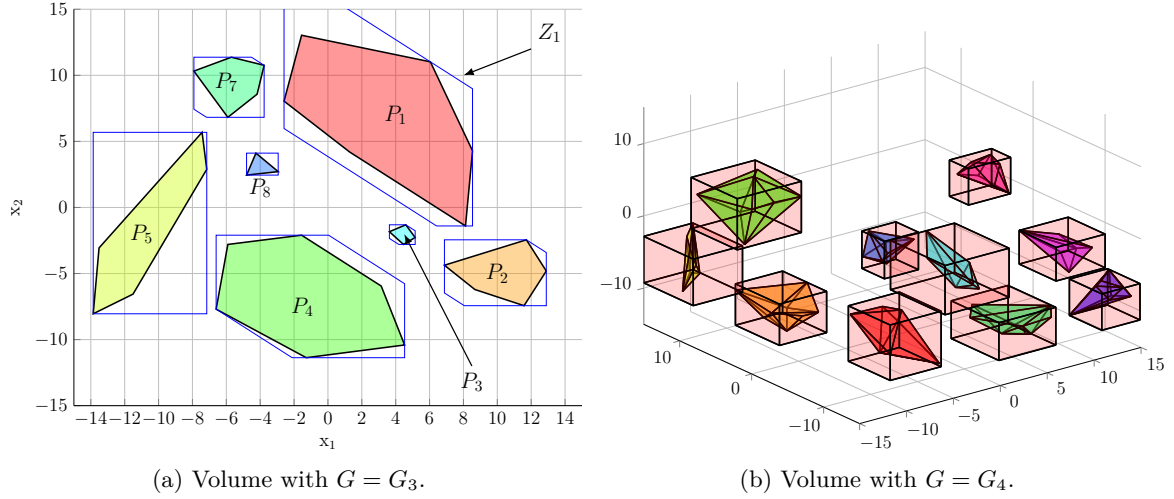 15
10
5
0
−5
−10
−15
−14 −12 −10 −8 −6 −4 −2 0 2 4 6 8 10 12 14
x₁
x₂
Z₁
P₇
P₁
P₈
P₅
P₂
P₄
P₃
(a) Volume with G = G₃.
10
0
−10
10
0
−10
−15
−10
−5
0
5
10
15
(b) Volume with G = G₄.